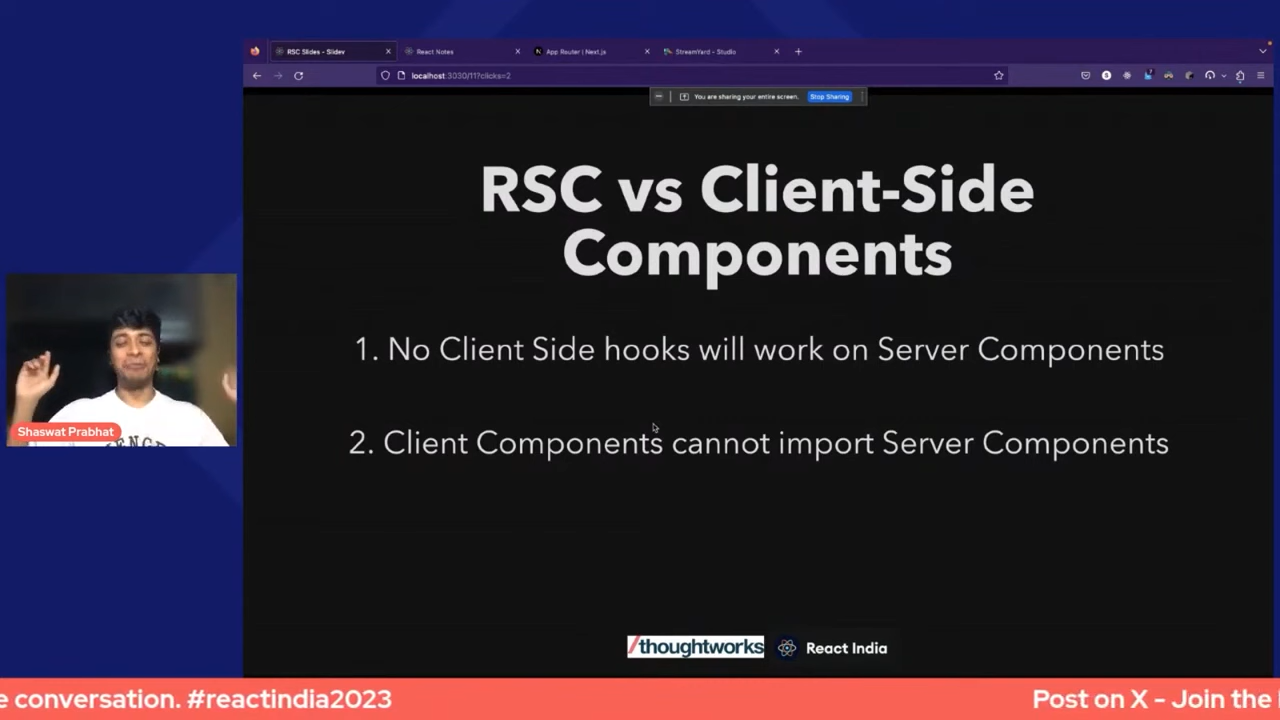 RSC Slides - Slidev
React Notes
App Router | Next.js
StreamYard - Studio
localhost:3030/11?clicks=2
You are sharing your entire screen.
Stop Sharing
RSC vs Client-Side
Components
1. No Client Side hooks will work on Server Components
2. Client Components cannot import Server Components
Shaswat Prabhat
/thoughtworks
React India
e conversation. #reactindia2023
Post on X - Join the